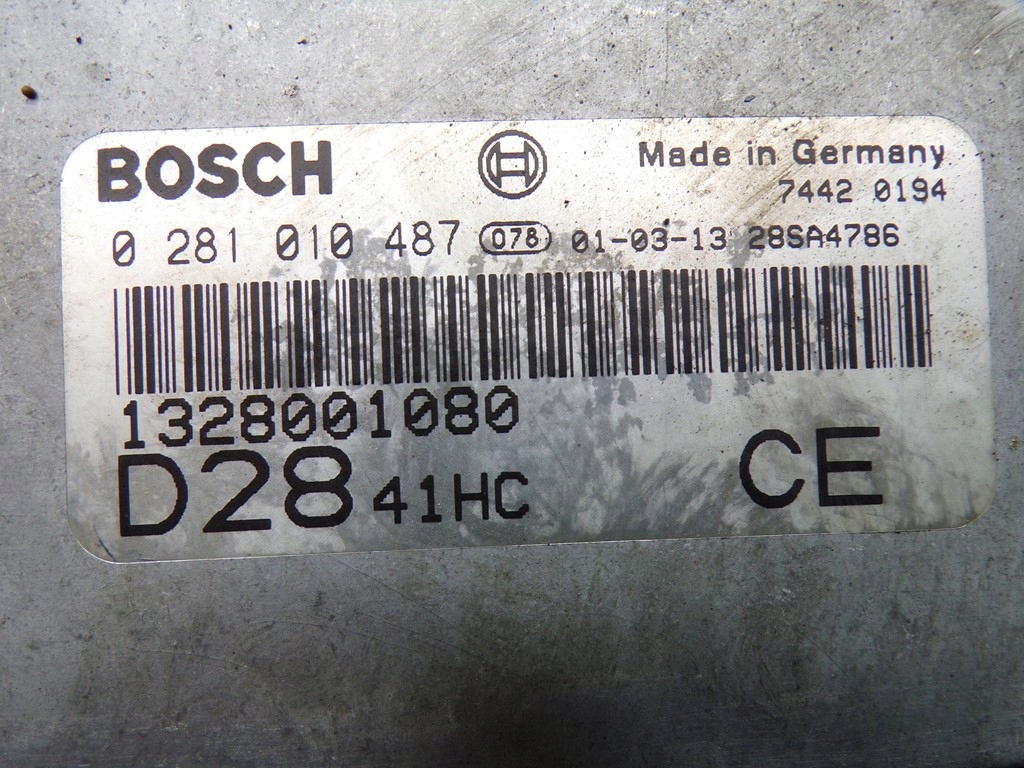 BOSCH Made in Germany
7442 0194
0 281 010 487 078 01-03-13 28SA4786
1328001080
D28 41HC CE